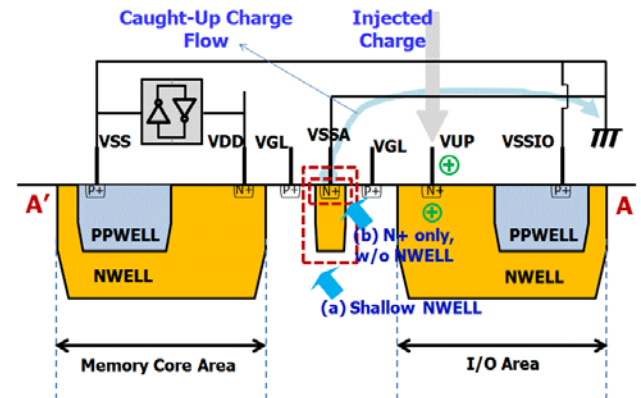 Caught-Up Charge
Flow
Injected
Charge
VSS
VDD
VGL
VSSA
VGL
VUP
VSSIO
P+
N+
P+
N+
P+
N+
P+
A'
A
PPWELL
NWELL
(b) N+ only,
w/o NWELL
PPWELL
NWELL
(a) Shallow NWELL
Memory Core Area
I/O Area